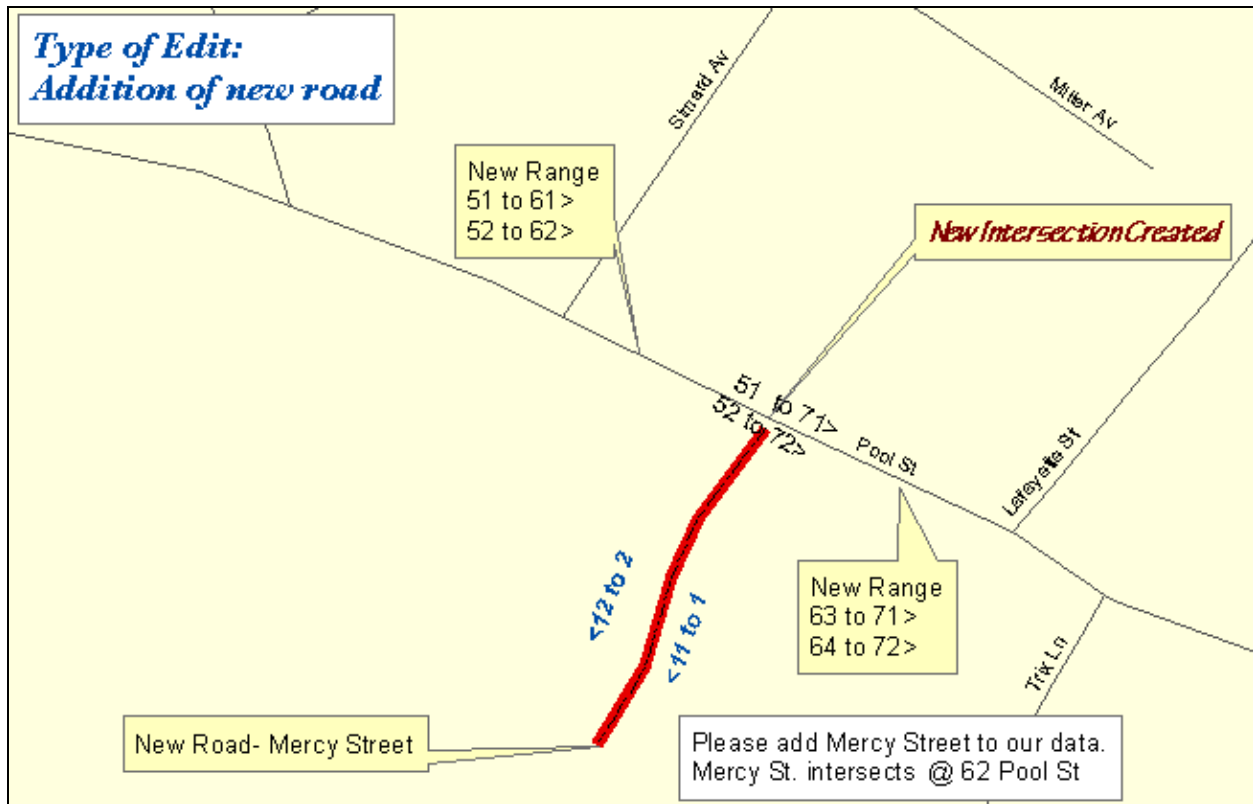 Type of Edit:
Addition of new road
Simard Av
Miller Av
New Range
51 to 61>
52 to 62>
New Intersection Created
51 to 71>
52 to 72>
Pool St
Lafayette St
<12 to 2
<11 to 1
New Range
63 to 71>
64 to 72>
Trix Ln
New Road- Mercy Street
Please add Mercy Street to our data.
Mercy St. intersects @ 62 Pool St